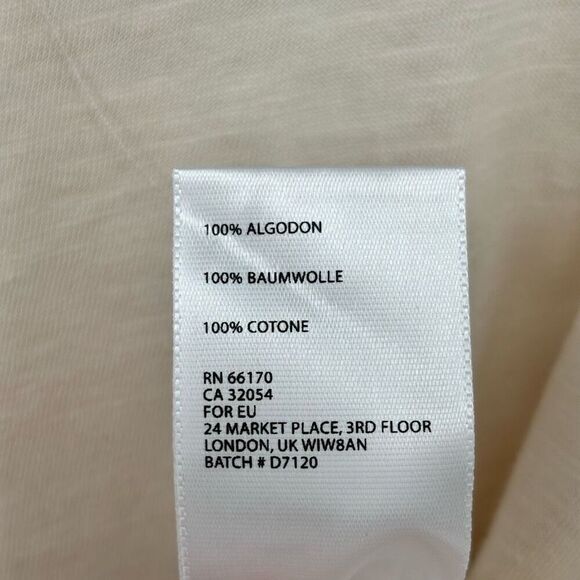 100% ALGODON
100% BAUMWOLLE
100% COTONE
RN 66170
CA 32054
FOR EU
24 MARKET PLACE, 3RD FLOOR
LONDON, UK WIW8AN
BATCH # D7120